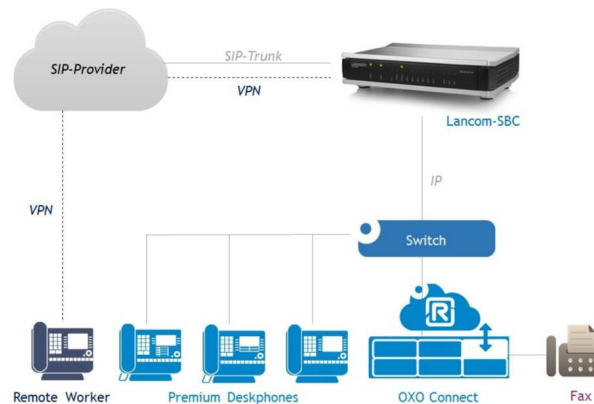 SIP-Provider
SIP-Trunk
VPN
Lancom-SBC
IP
VPN
Switch
R
Remote Worker
Premium Deskphones
OXO Connect
Fax